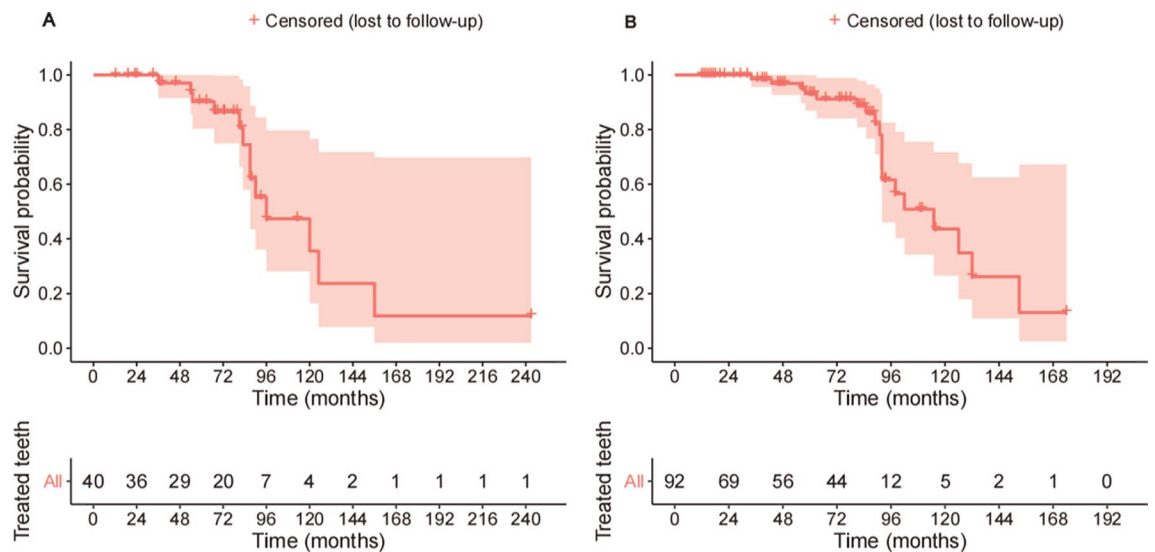 A
+ Censored (lost to follow-up)
Survival probability
1.0
0.8
0.6
0.4
0.2
0.0
0 24 48 72 96 120 144 168 192 216 240
Time (months)
Treated teeth
All 40 36 29 20 7 4 2 1 1 1 1
0 24 48 72 96 120 144 168 192 216 240
Time (months)
B
+ Censored (lost to follow-up)
Survival probability
1.0
0.8
0.6
0.4
0.2
0.0
0 24 48 72 96 120 144 168 192
Time (months)
Treated teeth
All 92 69 56 44 12 5 2 1 0
0 24 48 72 96 120 144 168 192
Time (months)